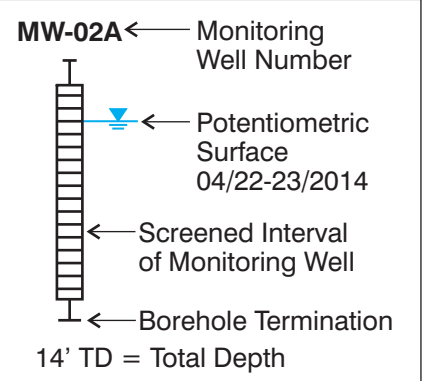 MW-02A Monitoring
Well Number
Potentiometric
Surface
04/22-23/2014
Screened Interval
of Monitoring Well
Borehole Termination
14' TD = Total Depth